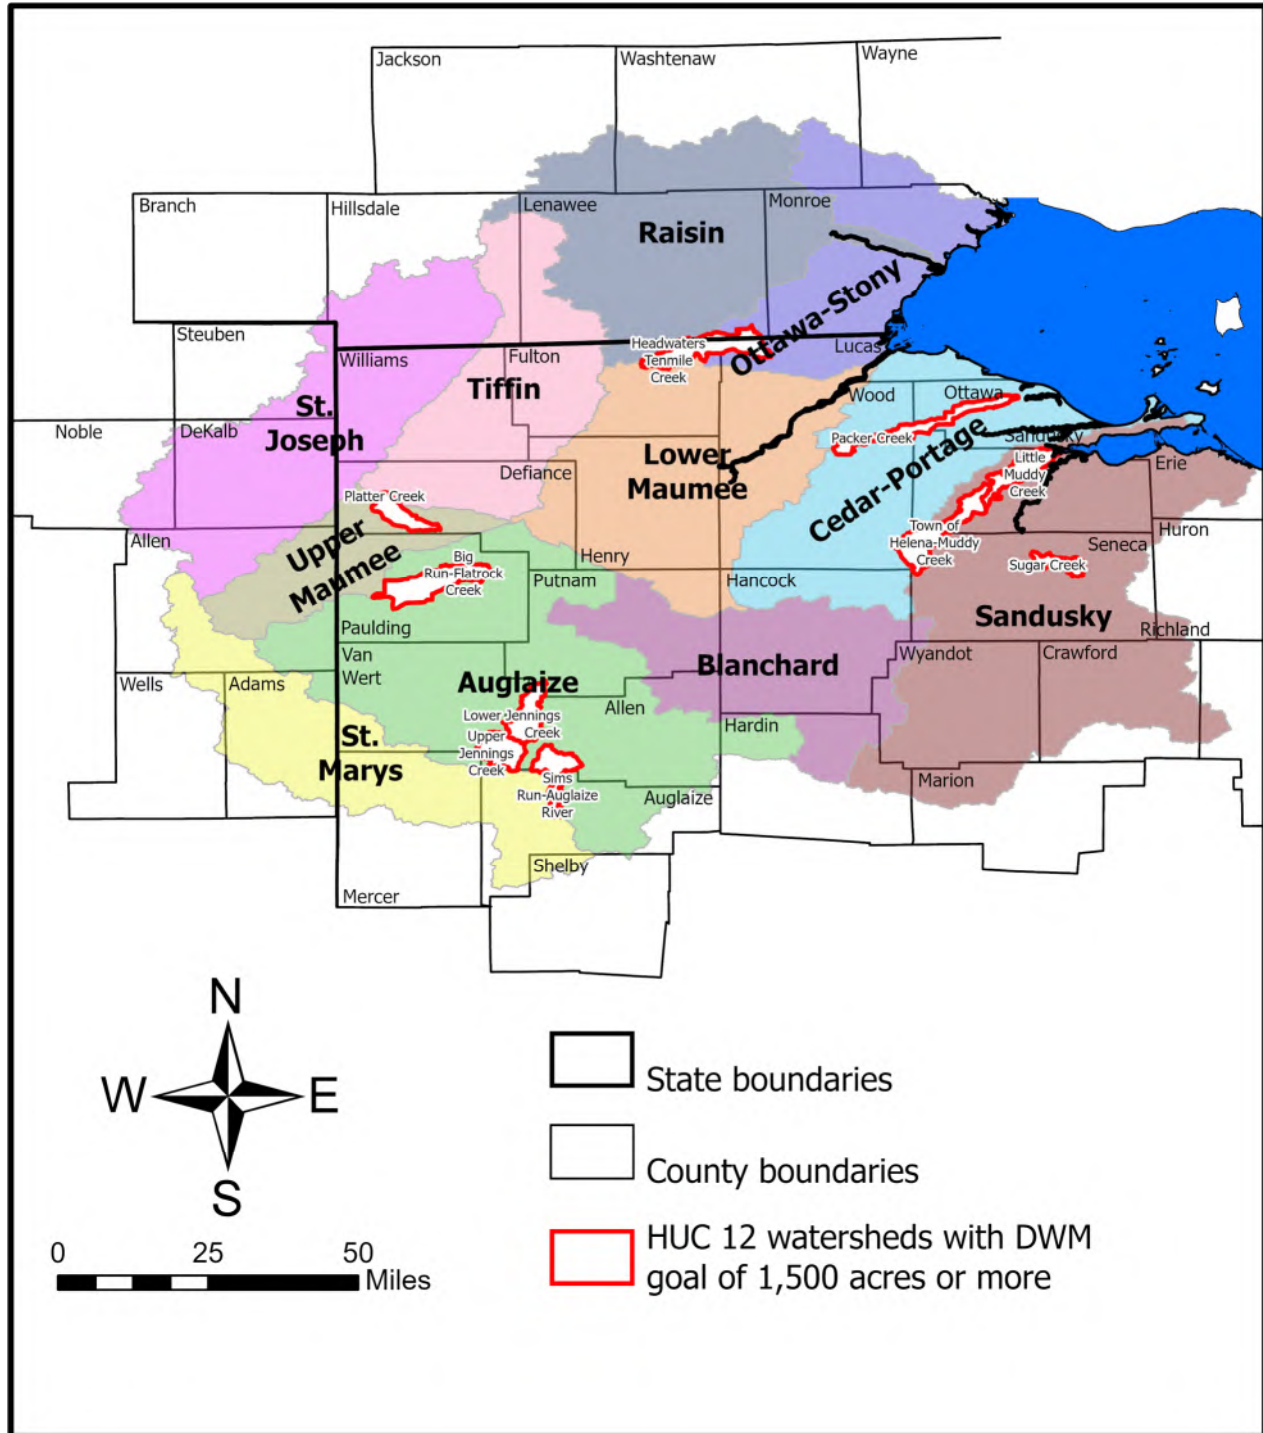 Jackson
Washtenaw
Wayne
Branch
Hillsdale
Lenawee
Monroe
Raisin
Ottawa-Stony
Steuben
Williams
Fulton
Headwaters
Tenmile
Creek
Lucas
Tiffin
Wood
Ottawa
St.
Joseph
Noble
DeKalb
Packer Creek
Sandusky
Lower
Maumee
Cedar-Portage
Little
Muddy
Creek
Erie
Defiance
Platter Creek
Town of
Helena-Muddy
Creek
Huron
Allen
Upper
Maumee
Henry
Seneca
Big
Run-Flatrock
Creek
Putnam
Hancock
Sugar Creek
Sandusky
Paulding
Richland
Van
Wert
Blanchard
Wyandot
Crawford
Wells
Adams
Auglaize
Allen
Lower Jennings
Creek
Hardin
St.
Marys
Upper
Jennings
Creek
Sims
Run-Auglaize
River
Auglaize
Marion
Shelby
Mercer
N
W
E
S
0
25
50
Miles
State boundaries
County boundaries
HUC 12 watersheds with DWM
goal of 1,500 acres or more